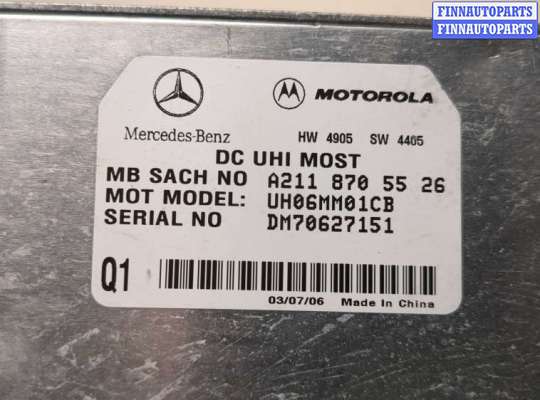 FINNAUTOPARTS
FINNAUTOPARTS
Mercedes-Benz
MOTOROLA
HW 4905 SW 4405
DC UHI MOST
MB SACH NO A211 870 55 26
MOT MODEL: UH06MM01CB
SERIAL NO DM70627151
Q1
03/07/06 Made In China